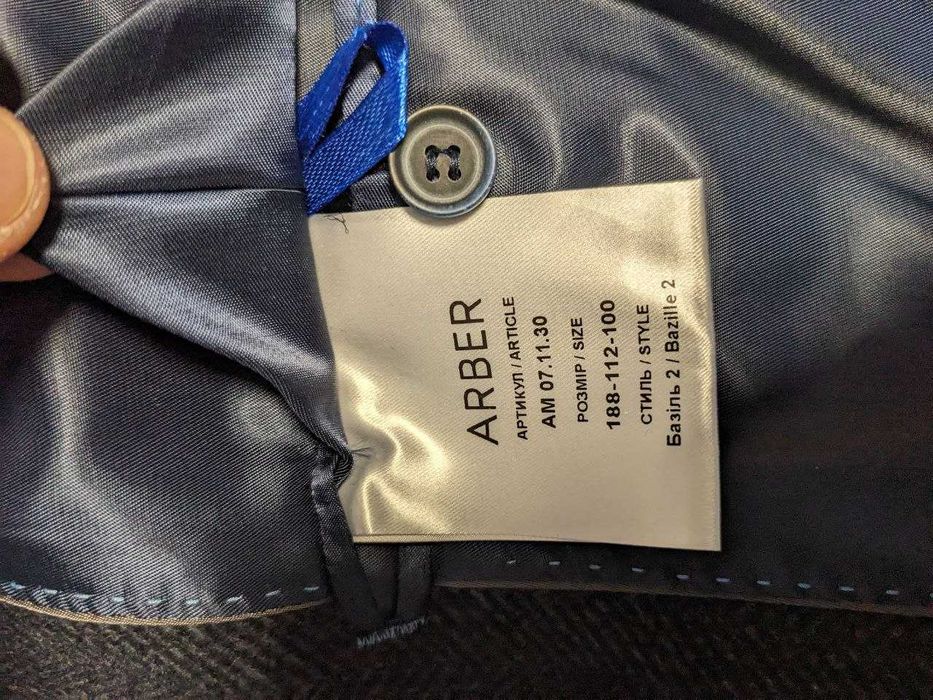 ARBER
АРТИКУЛ / ARTICLE
AM 07.11.30
РОЗМІР / SIZE
188-112-100
СТИЛЬ / STYLE
Базіль 2 / Bazille 2